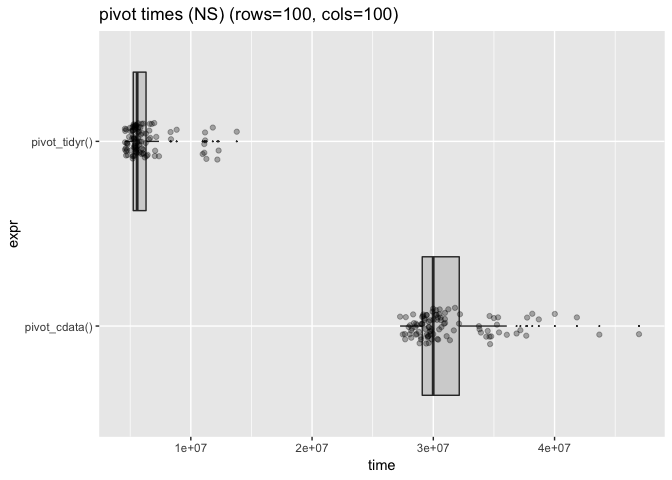 pivot times (NS) (rows=100, cols=100)
pivot_tidyr()
expr
pivot_cdata()
1e+07 2e+07 3e+07 4e+07
time